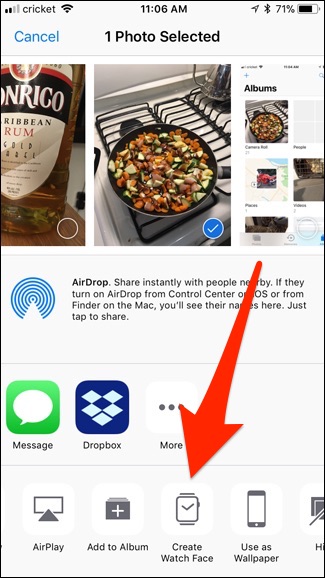 cricket 11:06 AM 71%
Cancel 1 Photo Selected
ONRICO
RUM
GOLD
Albums
Camera Roll
Places
Videos
AirDrop. Share instantly with people nearby. If they
turn on AirDrop from Control Center on iOS or from
Finder on the Mac, you'll see their names here. Just
tap to share.
Message Dropbox More
AirPlay Add to Album Create Use as Hi
Watch Face Wallpaper